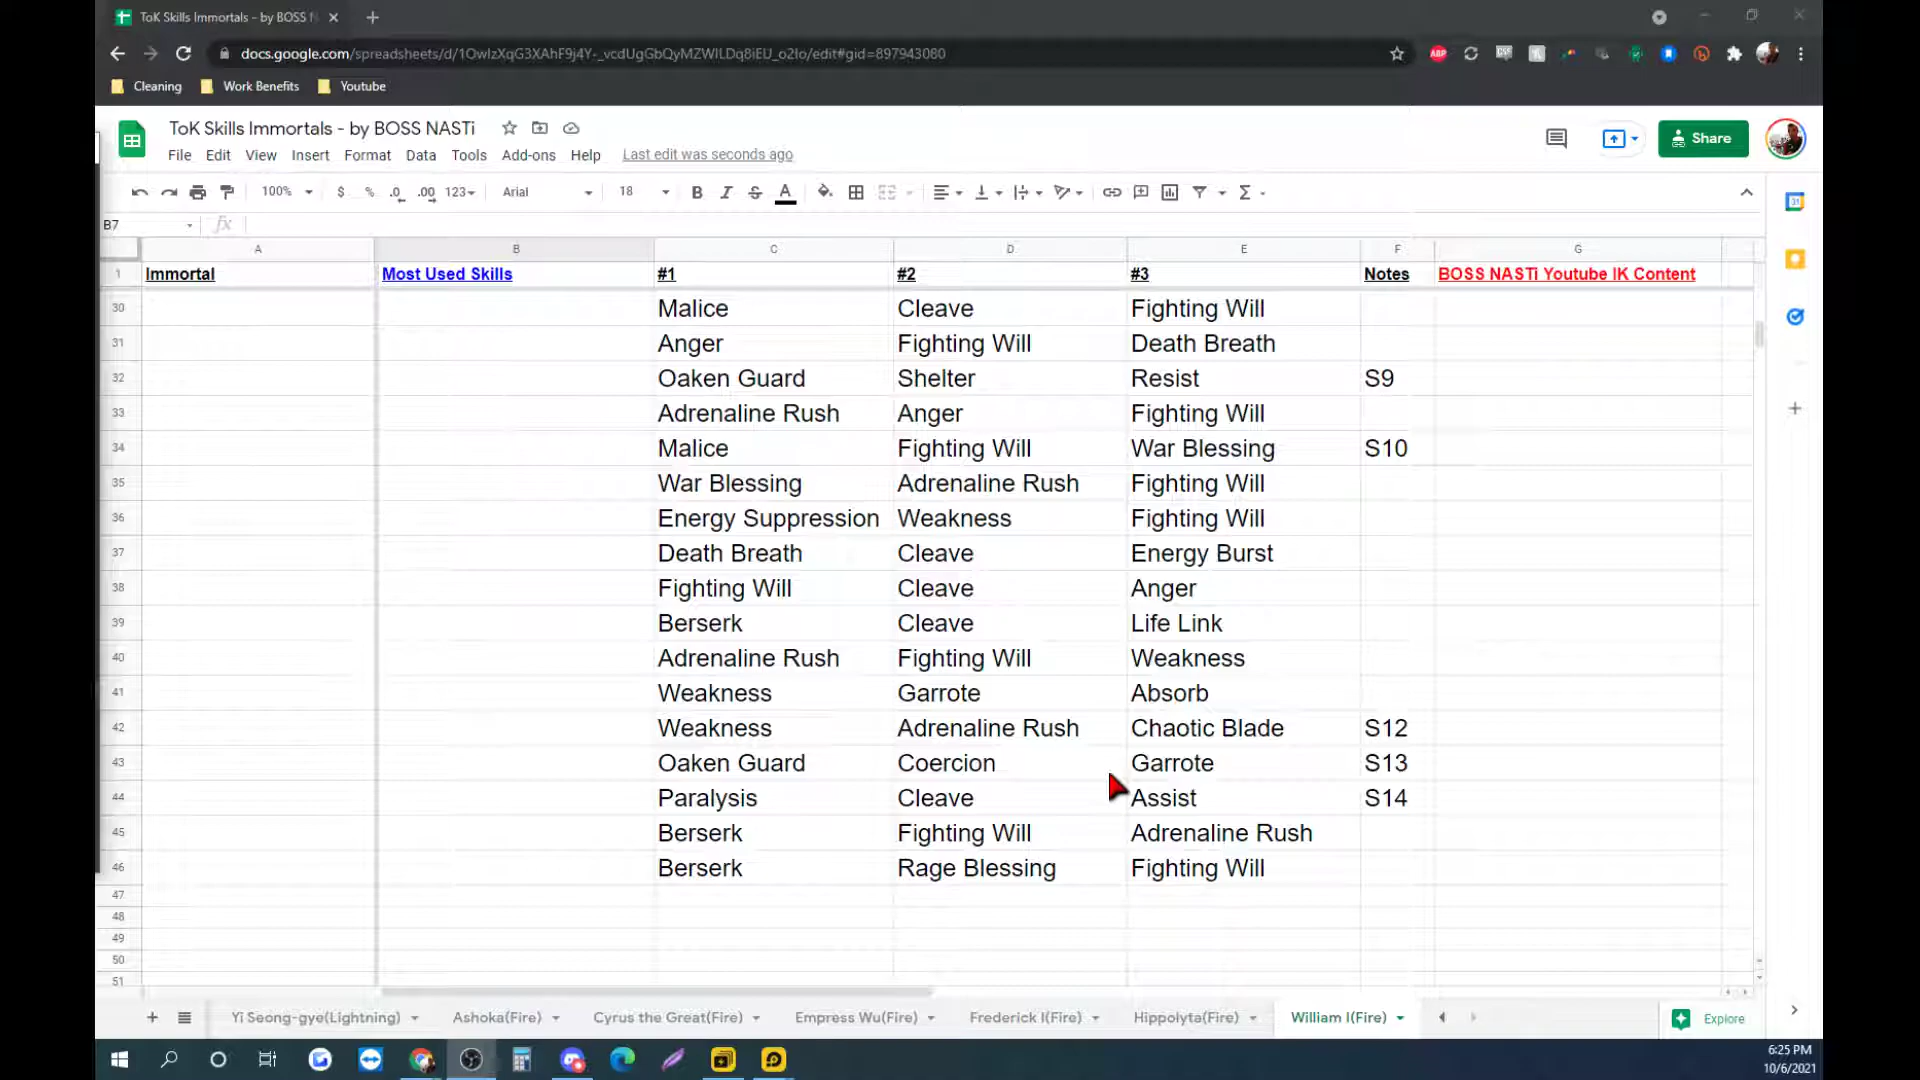 ToK Skills Immortals - by BOSS N
docs.google.com/spreadsheets/d/1OwIzXqG3XAhF9j4Y-_vcdUgGbQyMZWILDq8iEU_o2Io/edit#gid=897943080
Cleaning Work Benefits Youtube
ToK Skills Immortals - by BOSS NASTi
File Edit View Insert Format Data Tools Add-ons Help Last edit was seconds ago
Share
100% $ % .0 .00 123 Arial 18 B I S A
B7 fx
A B C D E F G
1 Immortal Most Used Skills #1 #2 #3 Notes BOSS NASTi Youtube IK Content
30 Malice Cleave Fighting Will
31 Anger Fighting Will Death Breath
32 Oaken Guard Shelter Resist S9
33 Adrenaline Rush Anger Fighting Will
34 Malice Fighting Will War Blessing S10
35 War Blessing Adrenaline Rush Fighting Will
36 Energy Suppression Weakness Fighting Will
37 Death Breath Cleave Energy Burst
38 Fighting Will Cleave Anger
39 Berserk Cleave Life Link
40 Adrenaline Rush Fighting Will Weakness
41 Weakness Garrote Absorb
42 Weakness Adrenaline Rush Chaotic Blade S12
43 Oaken Guard Coercion Garrote S13
44 Paralysis Cleave Assist S14
45 Berserk Fighting Will Adrenaline Rush
46 Berserk Rage Blessing Fighting Will
47
48
49
50
51
Yi Seong-gye(Lightning) Ashoka(Fire) Cyrus the Great(Fire) Empress Wu(Fire) Frederick I(Fire) Hippolyta(Fire) William I(Fire) Explore
6:25 PM
10/6/2021